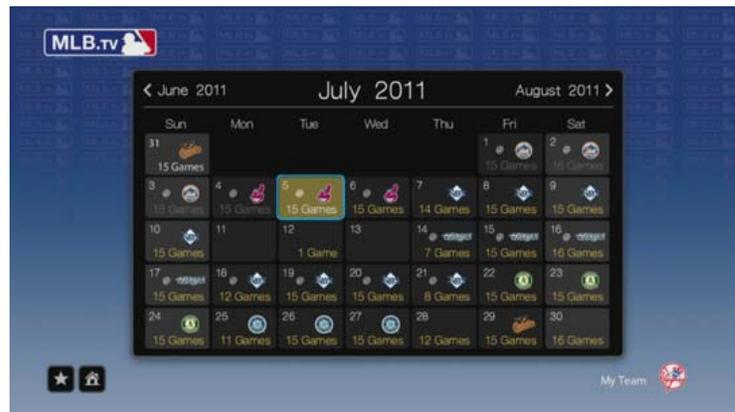 MLB.TV
June 2011
July 2011
August 2011
Sun Mon Tue Wed Thu Fri Sat
31 1 2
15 Games 15 Games 16 Games
3 4 5 6 7 8 9
15 Games 15 Games 15 Games 15 Games 14 Games 15 Games 15 Games
10 11 12 13 14 15 16
15 Games 1 Game 7 Games 15 Games 16 Games
17 18 19 20 21 22 23
15 Games 12 Games 15 Games 15 Games 8 Games 15 Games 15 Games
24 25 26 27 28 29 30
15 Games 11 Games 15 Games 15 Games 12 Games 15 Games 16 Games
My Team